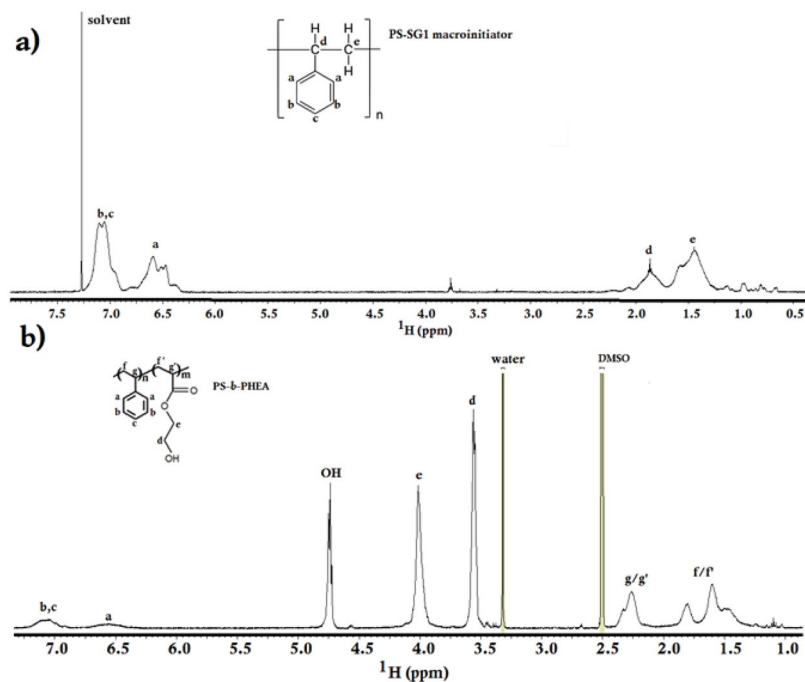 a)
solvent
PS-SG1 macroinitiator
H H
C C
d e
H
a a
b b
c
n
b,c
a
d
e
7.5 7.0 6.5 6.0 5.5 5.0 4.5 4.0 3.5 3.0 2.5 2.0 1.5 1.0 0.5
¹H (ppm)
b)
f g n f' g' m
PS-b-PHEA
a a
b b
c
O
O
e
d
OH
water
DMSO
d
OH
e
g/g'
f/f'
b,c
a
7.0 6.5 6.0 5.5 5.0 4.5 4.0 3.5 3.0 2.5 2.0 1.5 1.0
¹H (ppm)